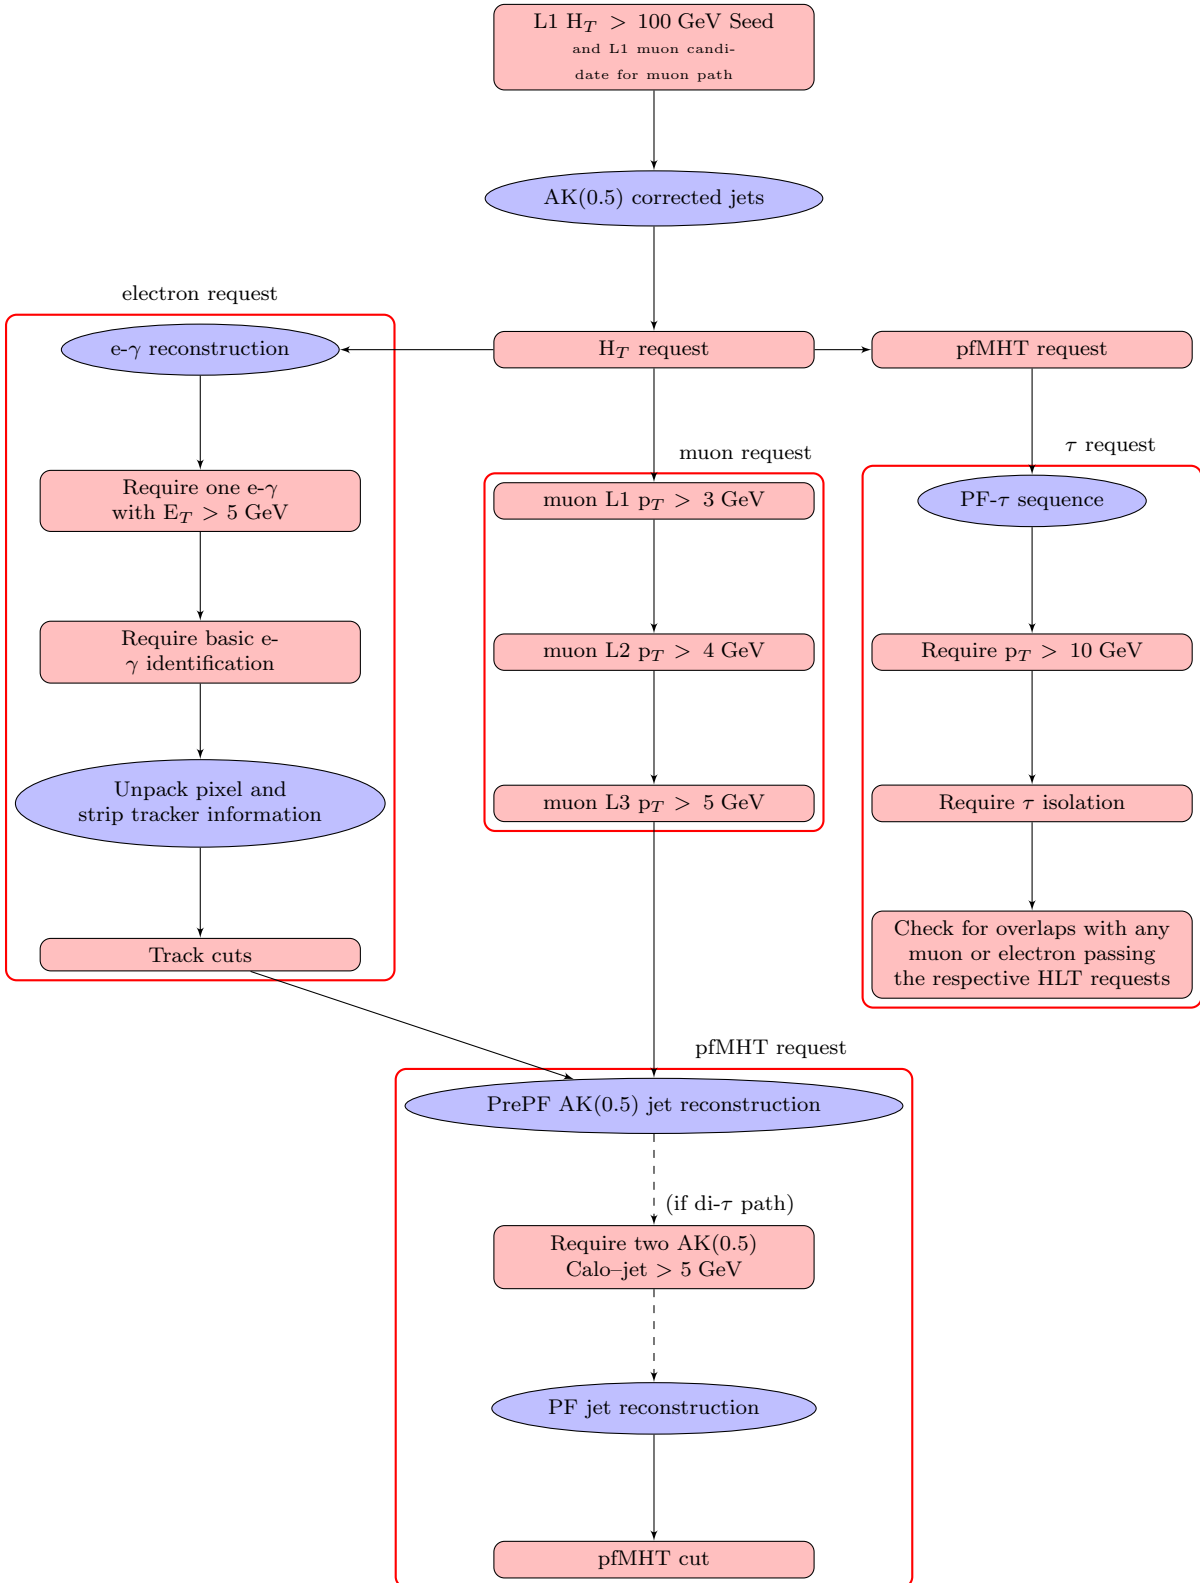 L1 H_T > 100 GeV Seed
and L1 muon candi-
date for muon path
AK(0.5) corrected jets
electron request
e-γ reconstruction
H_T request
pfMHT request
muon request
τ request
Require one e-γ
with E_T > 5 GeV
muon L1 p_T > 3 GeV
PF-τ sequence
Require basic e-
γ identification
muon L2 p_T > 4 GeV
Require p_T > 10 GeV
Unpack pixel and
strip tracker information
muon L3 p_T > 5 GeV
Require τ isolation
Track cuts
Check for overlaps with any
muon or electron passing
the respective HLT requests
pfMHT request
PrePF AK(0.5) jet reconstruction
(if di-τ path)
Require two AK(0.5)
Calo–jet > 5 GeV
PF jet reconstruction
pfMHT cut